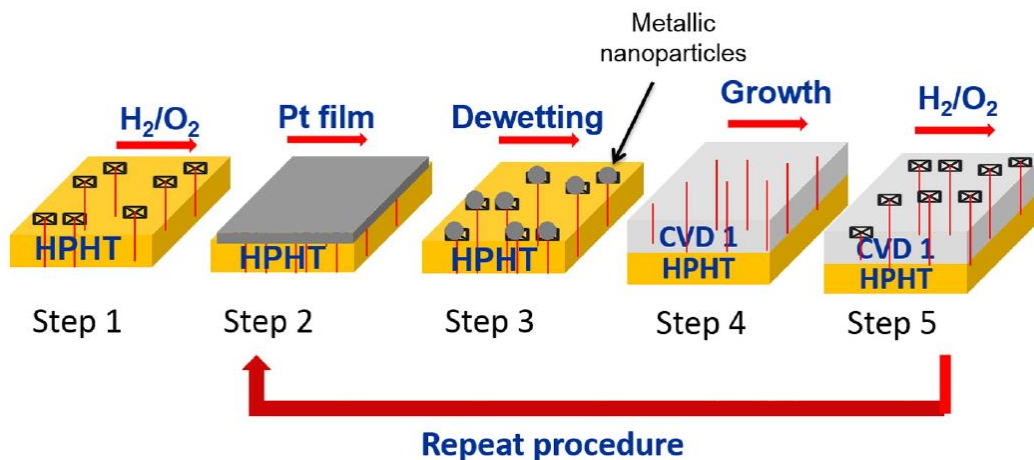 Metallic
nanoparticles
H₂/O₂
Pt film
Dewetting
Growth
H₂/O₂
HPHT
HPHT
HPHT
CVD 1
HPHT
CVD 1
HPHT
Step 1
Step 2
Step 3
Step 4
Step 5
Repeat procedure